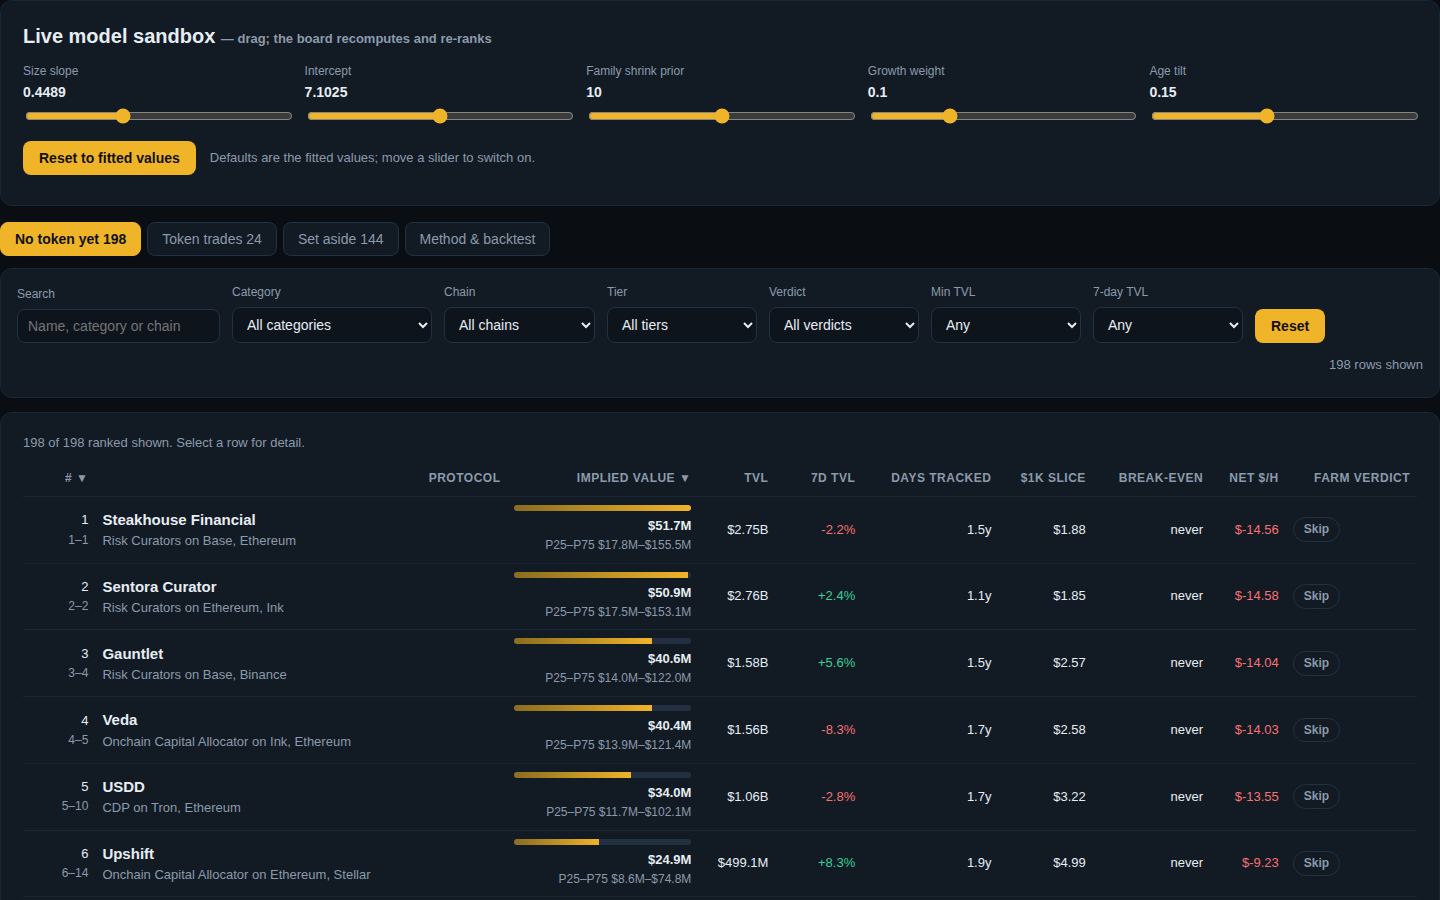 Live model sandbox — drag; the board recomputes and re-ranks
Size slope Intercept Family shrink prior Growth weight Age tilt
0.4489 7.1025 10 0.1 0.15
Reset to fitted values Defaults are the fitted values; move a slider to switch on.
No token yet 198 Token trades 24 Set aside 144 Method & backtest
Search Category Chain Tier Verdict Min TVL 7-day TVL
Name, category or chain All categories All chains All tiers All verdicts Any Any Reset
198 rows shown
198 of 198 ranked shown. Select a row for detail.
# ▼ PROTOCOL IMPLIED VALUE ▼ TVL 7D TVL DAYS TRACKED $1K SLICE BREAK-EVEN NET $/H FARM VERDICT
1 Steakhouse Financial $51.7M $2.75B -2.2% 1.5y $1.88 never $-14.56 Skip
1–1 Risk Curators on Base, Ethereum P25–P75 $17.8M–$155.5M
2 Sentora Curator $50.9M $2.76B +2.4% 1.1y $1.85 never $-14.58 Skip
2–2 Risk Curators on Ethereum, Ink P25–P75 $17.5M–$153.1M
3 Gauntlet $40.6M $1.58B +5.6% 1.5y $2.57 never $-14.04 Skip
3–4 Risk Curators on Base, Binance P25–P75 $14.0M–$122.0M
4 Veda $40.4M $1.56B -8.3% 1.7y $2.58 never $-14.03 Skip
4–5 Onchain Capital Allocator on Ink, Ethereum P25–P75 $13.9M–$121.4M
5 USDD $34.0M $1.06B -2.8% 1.7y $3.22 never $-13.55 Skip
5–10 CDP on Tron, Ethereum P25–P75 $11.7M–$102.1M
6 Upshift $24.9M $499.1M +8.3% 1.9y $4.99 never $-9.23 Skip
6–14 Onchain Capital Allocator on Ethereum, Stellar P25–P75 $8.6M–$74.8M